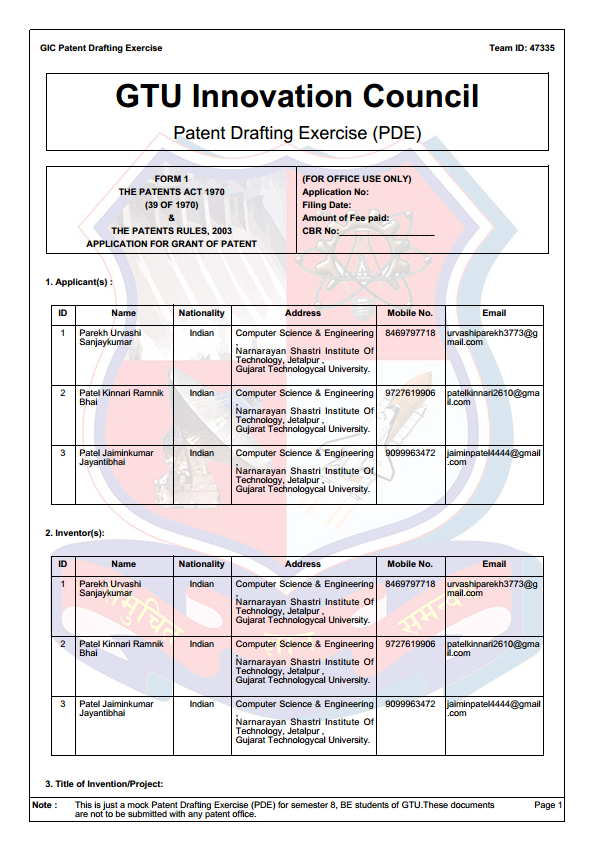 GIC Patent Drafting Exercise Team ID: 47335
GTU Innovation Council
Patent Drafting Exercise (PDE)
FORM 1
THE PATENTS ACT 1970
(39 OF 1970)
&
THE PATENTS RULES, 2003
APPLICATION FOR GRANT OF PATENT
(FOR OFFICE USE ONLY)
Application No:
Filing Date:
Amount of Fee paid:
CBR No:___________________
1. Applicant(s) :
ID Name Nationality Address Mobile No. Email
1 Parekh Urvashi Indian Computer Science & Engineering 8469797718 urvashiparekh3773@g
Sanjaykumar , mail.com
Narnarayan Shastri Institute Of
Technology, Jetalpur ,
Gujarat Technologycal University.
2 Patel Kinnari Ramnik Indian Computer Science & Engineering 9727619906 patelkinnari2610@gma
Bhai , il.com
Narnarayan Shastri Institute Of
Technology, Jetalpur ,
Gujarat Technologycal University.
3 Patel Jaiminkumar Indian Computer Science & Engineering 9099963472 jaiminpatel4444@gmail
Jayantibhai , .com
Narnarayan Shastri Institute Of
Technology, Jetalpur ,
Gujarat Technologycal University.
2. Inventor(s):
ID Name Nationality Address Mobile No. Email
1 Parekh Urvashi Indian Computer Science & Engineering 8469797718 urvashiparekh3773@g
Sanjaykumar , mail.com
Narnarayan Shastri Institute Of
Technology, Jetalpur ,
Gujarat Technologycal University.
2 Patel Kinnari Ramnik Indian Computer Science & Engineering 9727619906 patelkinnari2610@gma
Bhai , il.com
Narnarayan Shastri Institute Of
Technology, Jetalpur ,
Gujarat Technologycal University.
3 Patel Jaiminkumar Indian Computer Science & Engineering 9099963472 jaiminpatel4444@gmail
Jayantibhai , .com
Narnarayan Shastri Institute Of
Technology, Jetalpur ,
Gujarat Technologycal University.
3. Title of Invention/Project:
Note : This is just a mock Patent Drafting Exercise (PDE) for semester 8, BE students of GTU.These documents Page 1
are not to be submitted with any patent office.